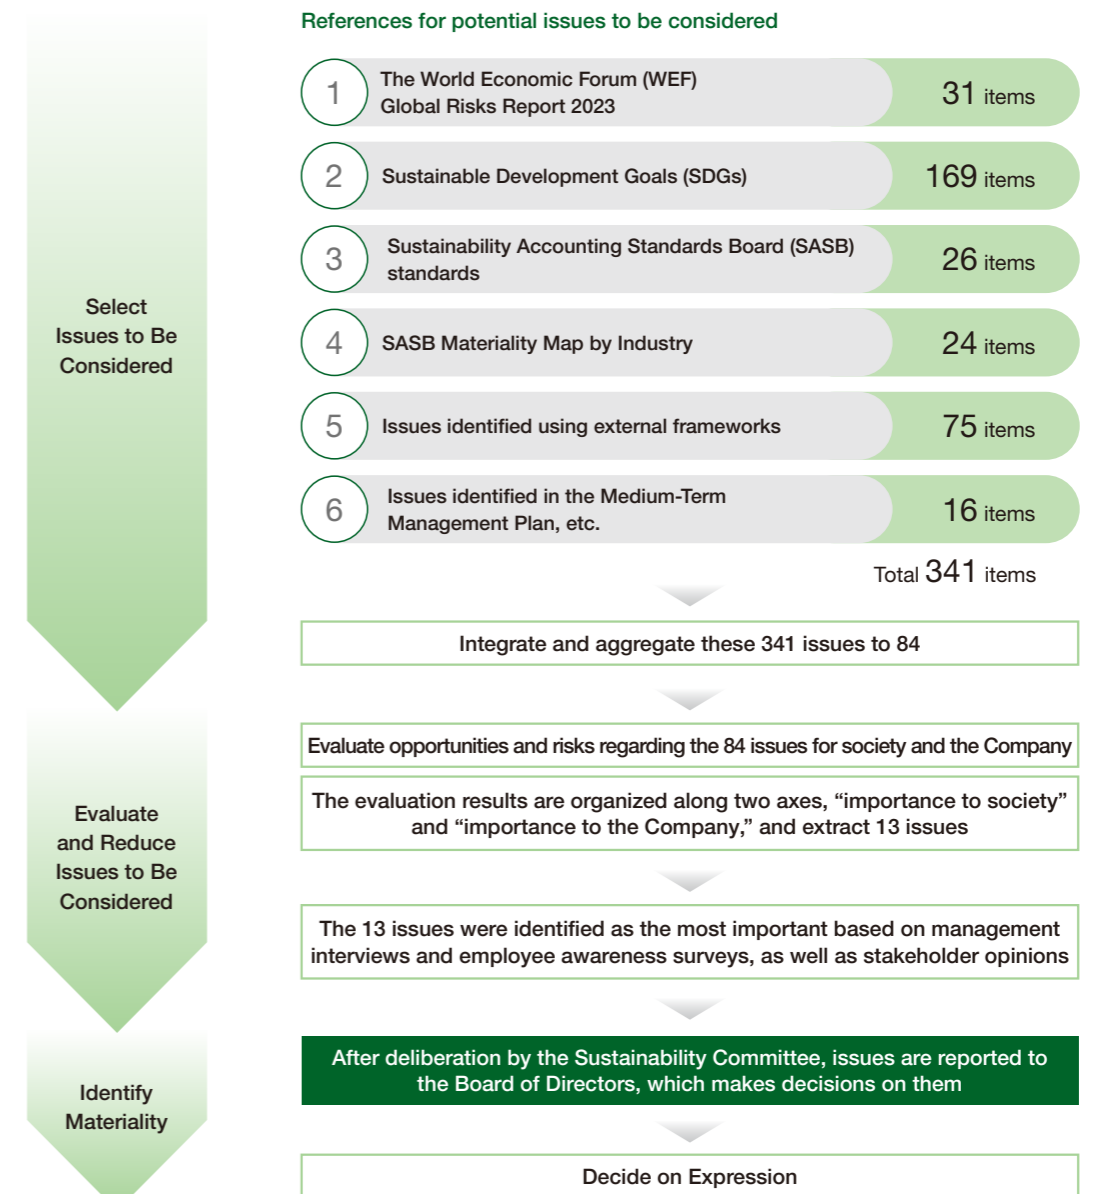 References for potential issues to be considered
1
The World Economic Forum (WEF)
Global Risks Report 2023
31 items
2
Sustainable Development Goals (SDGs)
169 items
3
Sustainability Accounting Standards Board (SASB)
standards
26 items
4
SASB Materiality Map by Industry
24 items
5
Issues identified using external frameworks
75 items
6
Issues identified in the Medium-Term
Management Plan, etc.
16 items
Total 341 items
Select
Issues to Be
Considered
Integrate and aggregate these 341 issues to 84
Evaluate
and Reduce
Issues to Be
Considered
Evaluate opportunities and risks regarding the 84 issues for society and the Company
The evaluation results are organized along two axes, “importance to society”
and “importance to the Company,” and extract 13 issues
The 13 issues were identified as the most important based on management
interviews and employee awareness surveys, as well as stakeholder opinions
Identify
Materiality
After deliberation by the Sustainability Committee, issues are reported to
the Board of Directors, which makes decisions on them
Decide on Expression